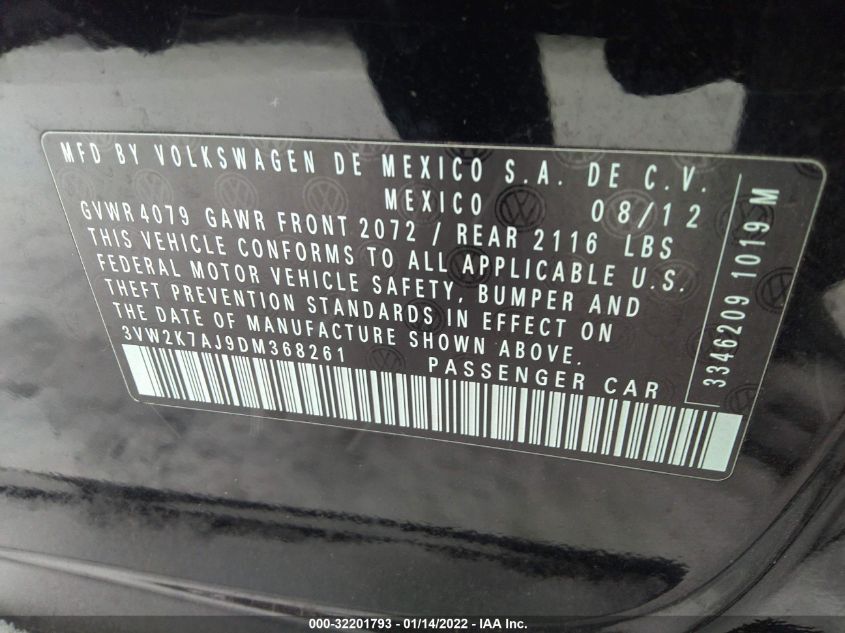 MFD BY VOLKSWAGEN DE MEXICO S.A. DE C.V.
MEXICO 08/12
GVWR 4079 GAWR FRONT 2072 / REAR 2116 LBS
THIS VEHICLE CONFORMS TO ALL APPLICABLE U.S.
FEDERAL MOTOR VEHICLE SAFETY, BUMPER AND
THEFT PREVENTION STANDARDS IN EFFECT ON
THE DATE OF MANUFACTURE SHOWN ABOVE.
3VW2K7AJ9DM368261 PASSENGER CAR
3346209 1019 M
000-32201793 - 01/14/2022 - IAA Inc.